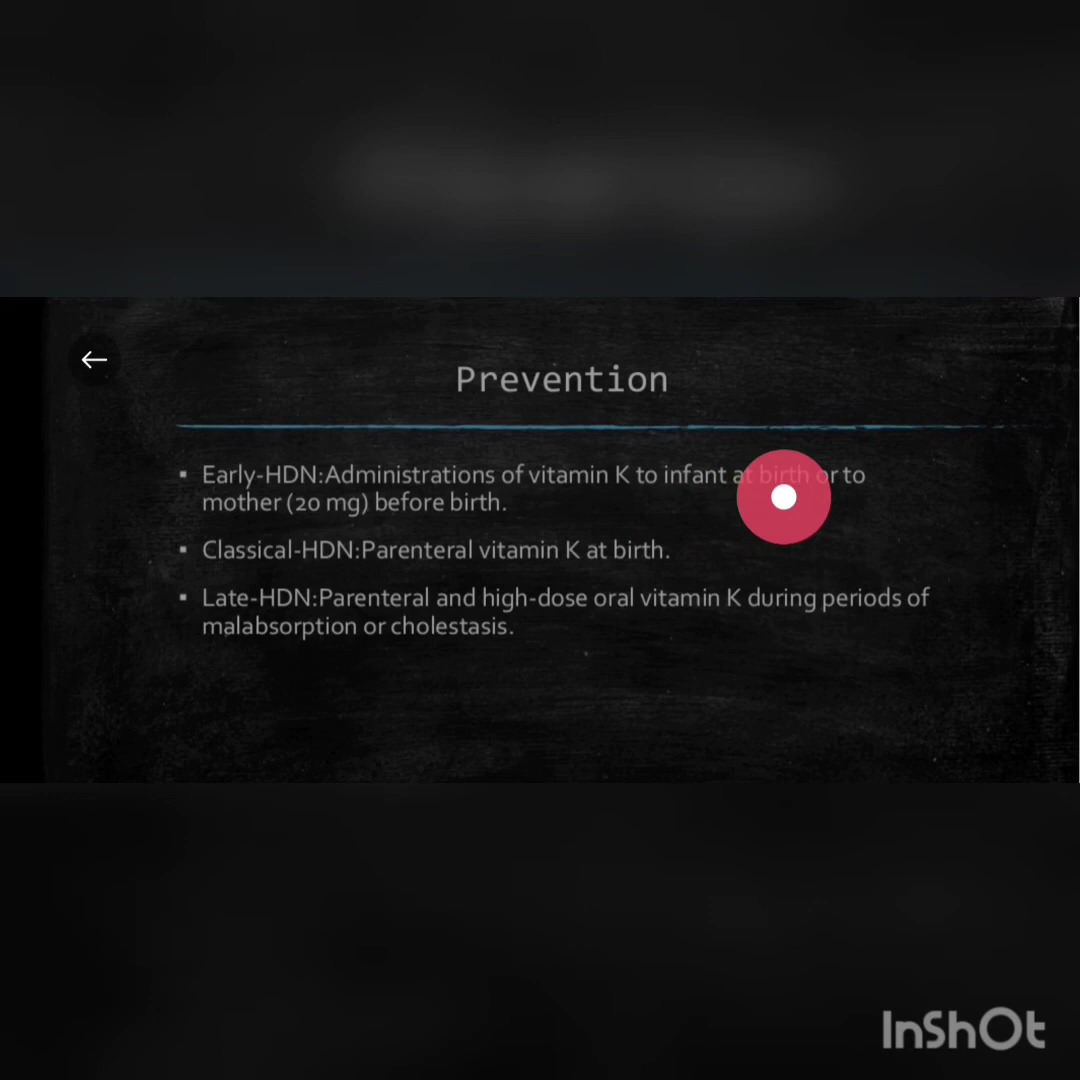 Prevention
▪ Early-HDN:Administrations of vitamin K to infant at birth or to
mother (20 mg) before birth.
▪ Classical-HDN:Parenteral vitamin K at birth.
▪ Late-HDN:Parenteral and high-dose oral vitamin K during periods of
malabsorption or cholestasis.
InShOt